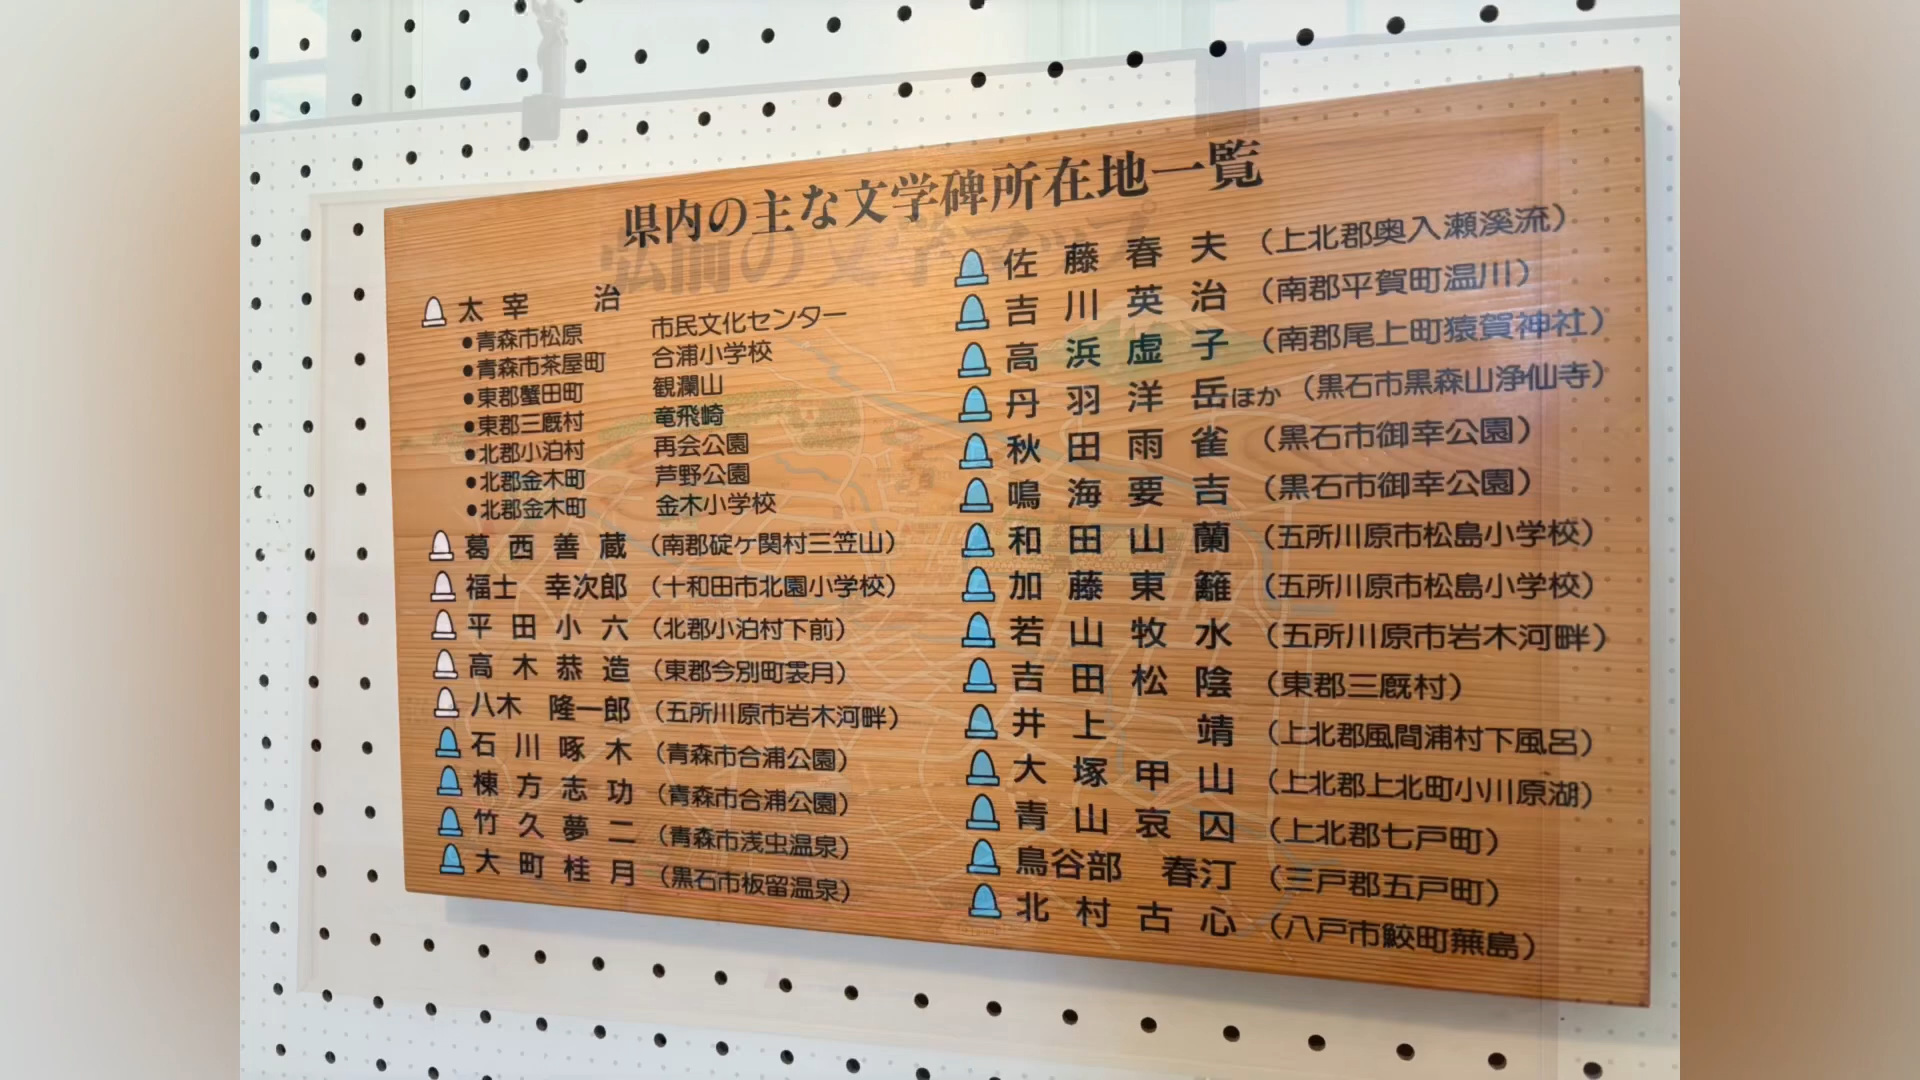 県内の主な文学碑所在地一覧
弘前の文学マップ
太宰 治
●青森市松原 市民文化センター
●青森市茶屋町 合浦小学校
●東郡蟹田町 観瀾山
●東郡三厩村 竜飛崎
●北郡小泊村 再会公園
●北郡金木町 芦野公園
●北郡金木町 金木小学校
葛西善蔵 (南郡碇ケ関村三笠山)
福士 幸次郎 (十和田市北園小学校)
平田小六 (北郡小泊村下前)
高木恭造 (東郡今別町袰月)
八木 隆一郎 (五所川原市岩木河畔)
石川啄木 (青森市合浦公園)
棟方志功 (青森市合浦公園)
竹久夢二 (青森市浅虫温泉)
大町桂月 (黒石市板留温泉)
佐藤春夫 (上北郡奥入瀬溪流)
吉川英治 (南郡平賀町温川)
高浜虚子 (南郡尾上町猿賀神社)
丹羽洋岳ほか (黒石市黒森山浄仙寺)
秋田雨雀 (黒石市御幸公園)
鳴海要吉 (黒石市御幸公園)
和田山蘭 (五所川原市松島小学校)
加藤東籬 (五所川原市松島小学校)
若山牧水 (五所川原市岩木河畔)
吉田松陰 (東郡三厩村)
井上 靖 (上北郡風間浦村下風呂)
大塚甲山 (上北郡上北町小川原湖)
青山哀囚 (上北郡七戸町)
鳥谷部 春汀 (三戸郡五戸町)
北村古心 (八戸市鮫町蕪島)